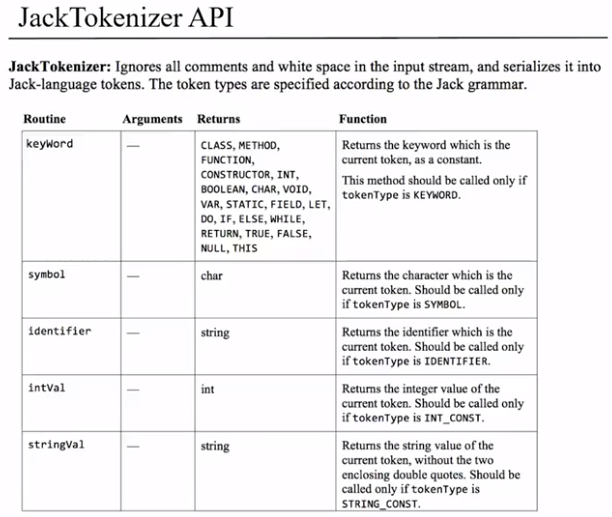 JackTokenizer API
JackTokenizer: Ignores all comments and white space in the input stream, and serializes it into
Jack-language tokens. The token types are specified according to the Jack grammar.
Routine Arguments Returns Function
keyWord — CLASS, METHOD, Returns the keyword which is the
FUNCTION, current token, as a constant.
CONSTRUCTOR, INT,
BOOLEAN, CHAR, VOID, This method should be called only if
VAR, STATIC, FIELD, LET, tokenType is KEYWORD.
DO, IF, ELSE, WHILE,
RETURN, TRUE, FALSE,
NULL, THIS
symbol — char Returns the character which is the
current token. Should be called only
if tokenType is SYMBOL.
identifier — string Returns the identifier which is the
current token. Should be called only
if tokenType is IDENTIFIER.
intVal — int Returns the integer value of the
current token. Should be called only
if tokenType is INT_CONST.
stringVal — string Returns the string value of the
current token, without the two
enclosing double quotes. Should be
called only if tokenType is
STRING_CONST.